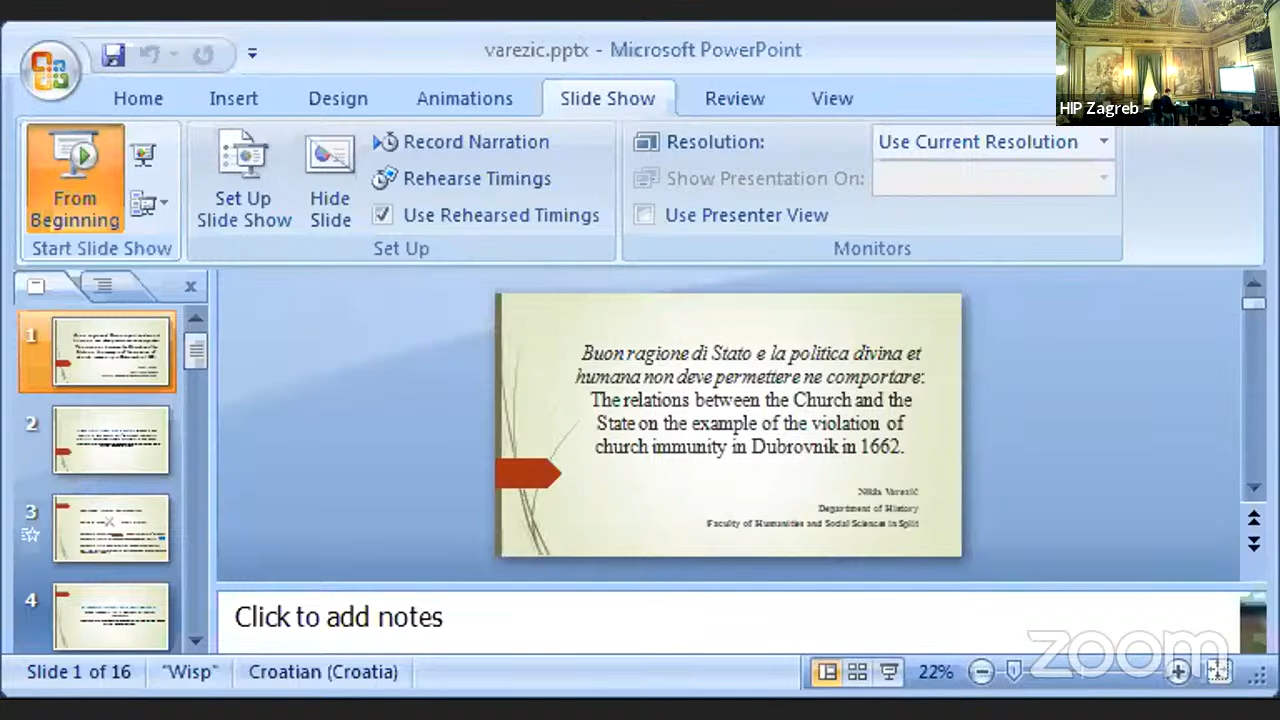 varezic.pptx - Microsoft PowerPoint
Home Insert Design Animations Slide Show Review View
HIP Zagreb -
From Beginning
Start Slide Show
Set Up Slide Show
Hide Slide
Record Narration
Rehearse Timings
Use Rehearsed Timings
Set Up
Resolution:
Use Current Resolution
Show Presentation On:
Use Presenter View
Monitors
1
2
3
4
Buon ragione di Stato e la politica divina et
humana non deve permettere ne comportare:
The relations between the Church and the
State on the example of the violation of
church immunity in Dubrovnik in 1662.
Department of History
Faculty of Humanities and Social Sciences in Split
Click to add notes
zoom
Slide 1 of 16 "Wisp" Croatian (Croatia) 22%